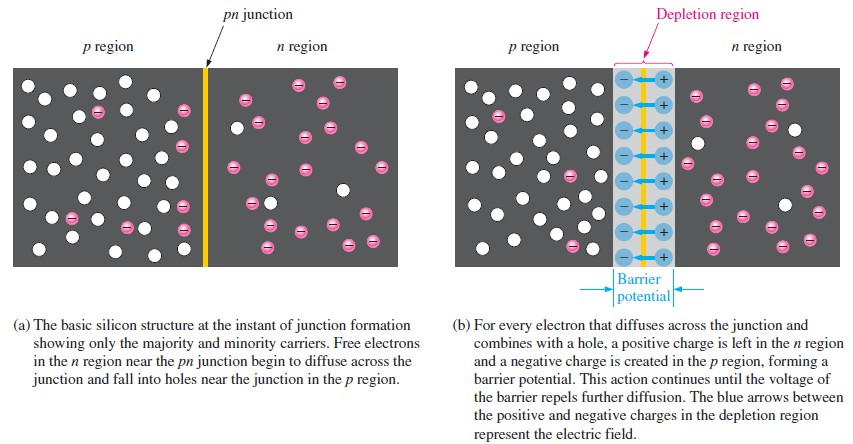 pn junction
p region
n region
Depletion region
p region
n region
Barrier
potential
(a) The basic silicon structure at the instant of junction formation
showing only the majority and minority carriers. Free electrons
in the n region near the pn junction begin to diffuse across the
junction and fall into holes near the junction in the p region.
(b) For every electron that diffuses across the junction and
combines with a hole, a positive charge is left in the n region
and a negative charge is created in the p region, forming a
barrier potential. This action continues until the voltage of
the barrier repels further diffusion. The blue arrows between
the positive and negative charges in the depletion region
represent the electric field.